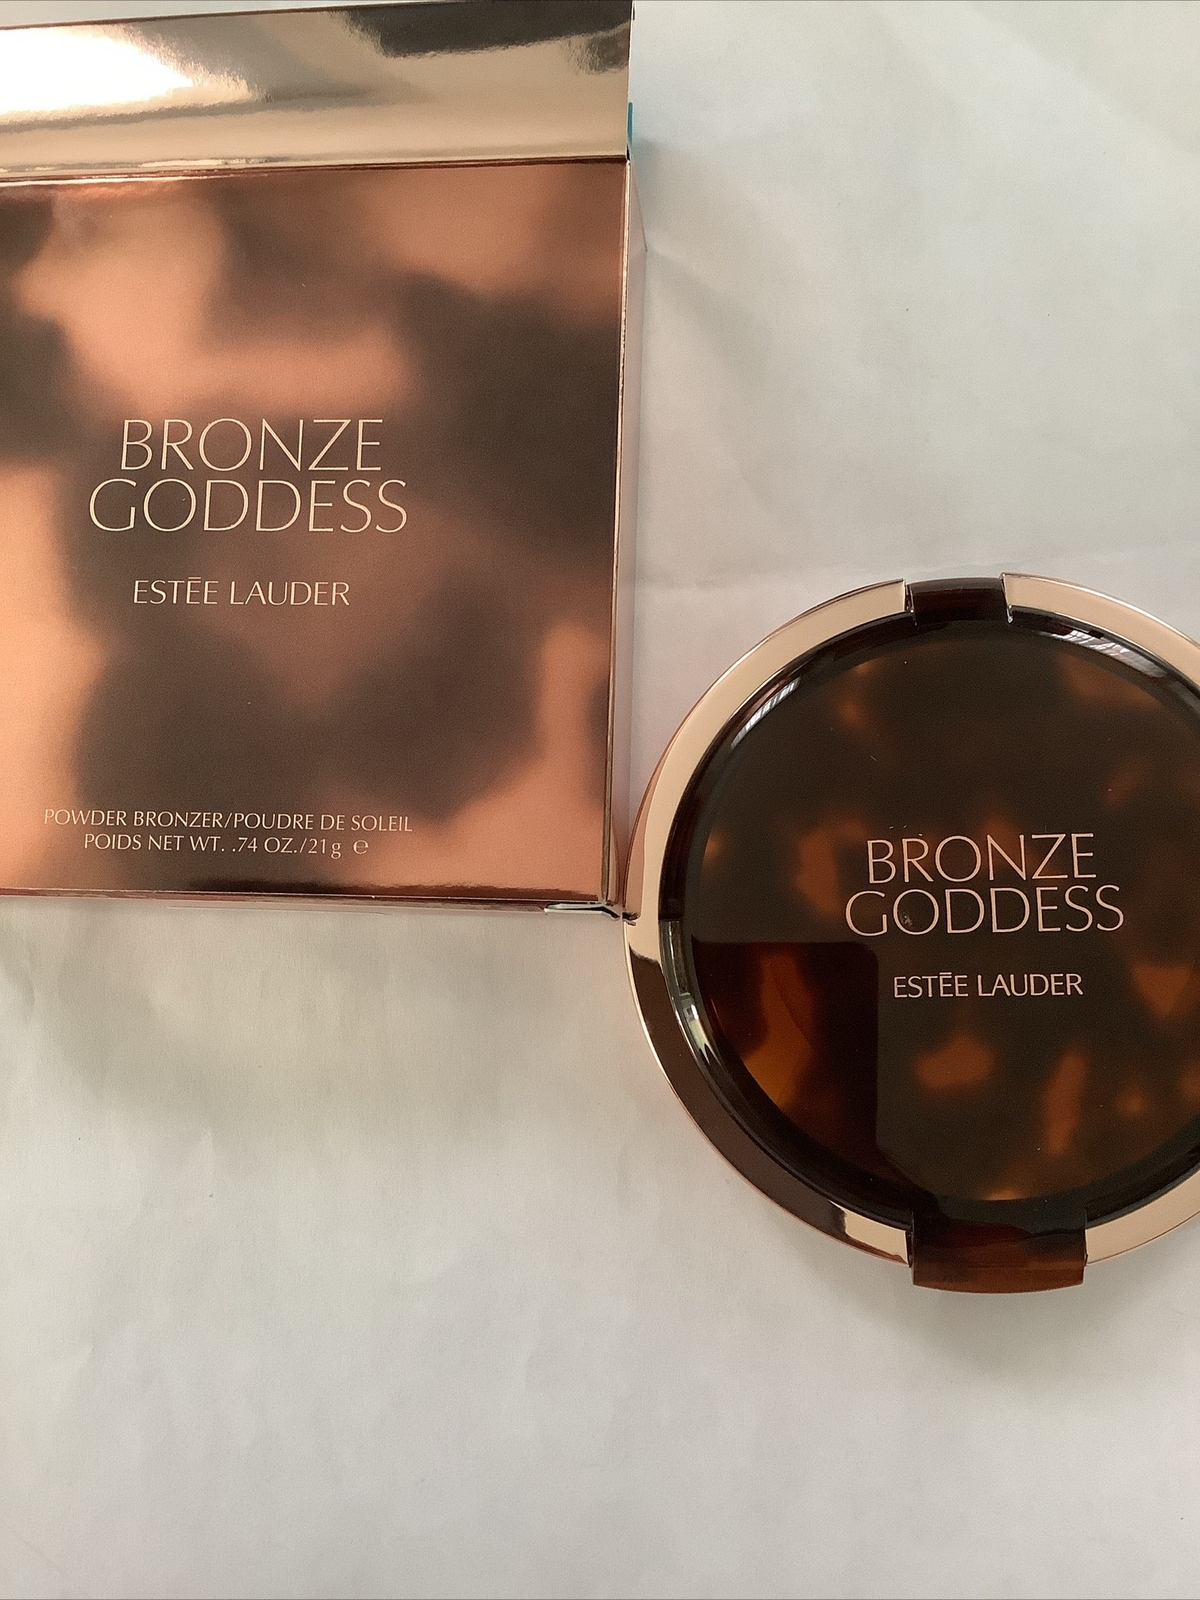 BRONZE
GODDESS
ESTĒE LAUDER
POWDER BRONZER/POUDRE DE SOLEIL
POIDS NET WT. .74 OZ./21g ℮
BRONZE
GODDESS
ESTĒE LAUDER